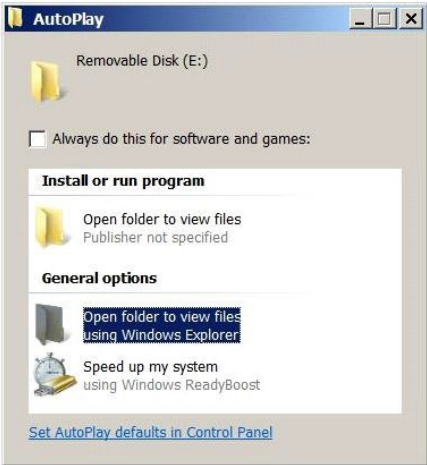 AutoPlay
Removable Disk (E:)
Always do this for software and games:
Install or run program
Open folder to view files
Publisher not specified
General options
Open folder to view files
using Windows Explorer
Speed up my system
using Windows ReadyBoost
Set AutoPlay defaults in Control Panel